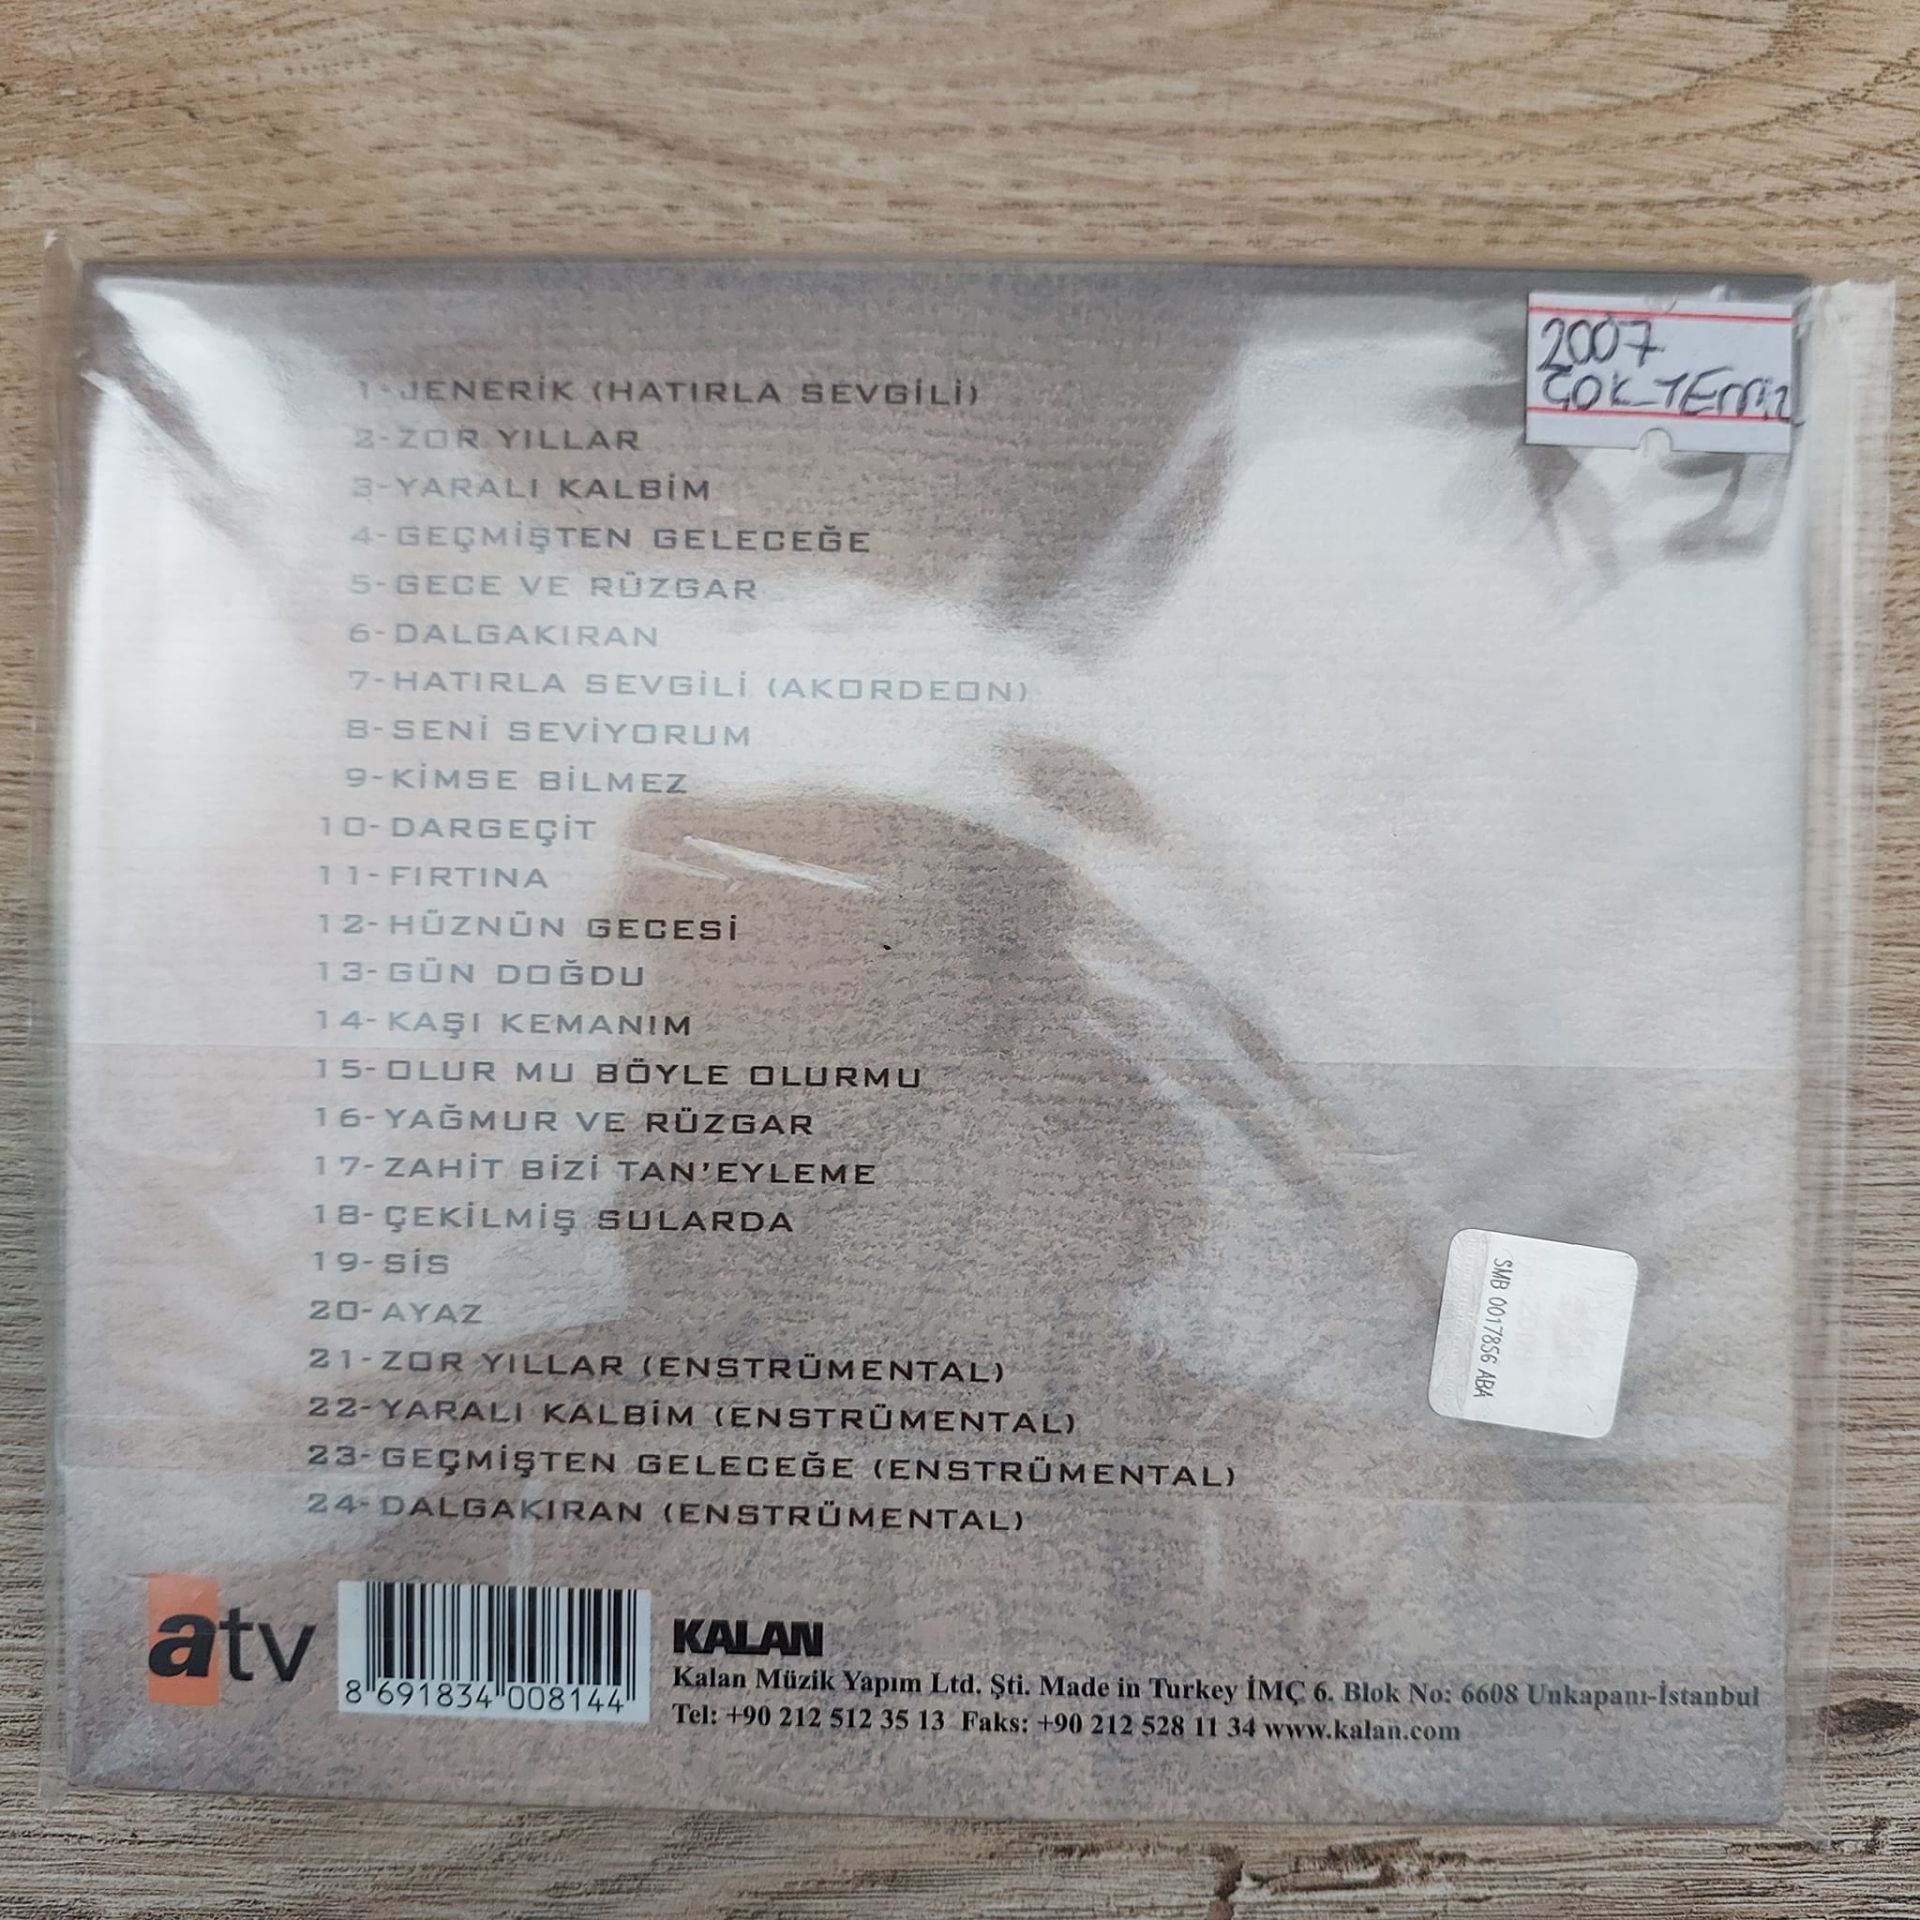 2007
ÇOK TEMİZ
1-JENERİK (HATIRLA SEVGİLİ)
2-ZOR YILLAR
3-YARALI KALBİM
4-GEÇMİŞTEN GELECEĞE
5-GECE VE RÜZGAR
6-DALGAKIRAN
7-HATIRLA SEVGİLİ (AKORDEON)
8-SENİ SEVİYORUM
9-KİMSE BİLMEZ
10-DARGEÇİT
11-FIRTINA
12-HÜZNÜN GECESİ
13-GÜN DOĞDU
14-KAŞI KEMANIM
15-OLUR MU BÖYLE OLURMU
16-YAĞMUR VE RÜZGAR
17-ZAHİT BİZİ TAN'EYLEME
18-ÇEKİLMİŞ SULARDA
19-SİS
20-AYAZ
21-ZOR YILLAR (ENSTRÜMENTAL)
22-YARALI KALBİM (ENSTRÜMENTAL)
23-GEÇMİŞTEN GELECEĞE (ENSTRÜMENTAL)
24-DALGAKIRAN (ENSTRÜMENTAL)
SMB 0017856 ABA
atv
8 691834 008144
KALAN
Kalan Müzik Yapım Ltd. Şti. Made in Turkey İMÇ 6. Blok No: 6608 Unkapanı-İstanbul
Tel: +90 212 512 35 13 Faks: +90 212 528 11 34 www.kalan.com